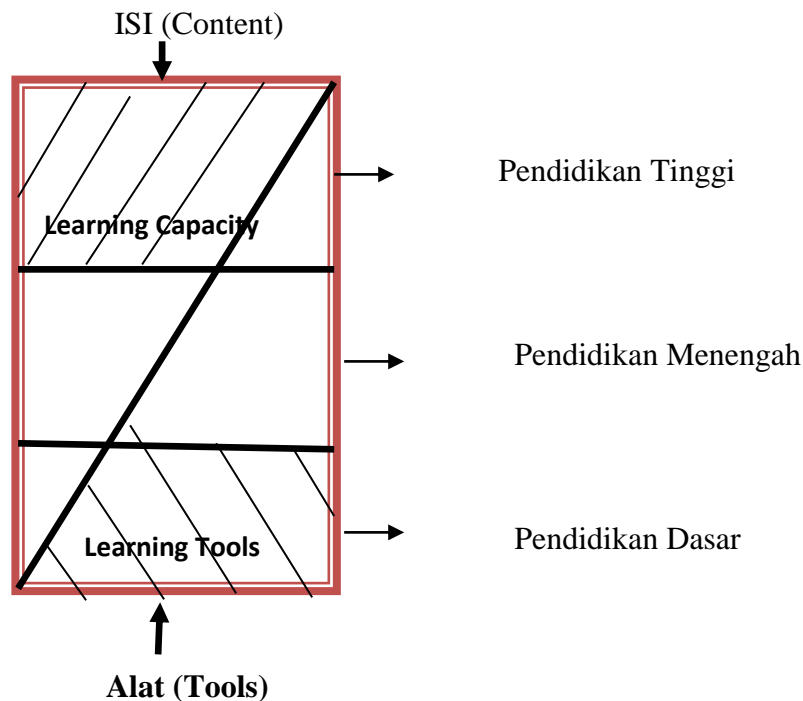 ISI (Content)
Pendidikan Tinggi
Learning Capacity
Pendidikan Menengah
Learning Tools
Pendidikan Dasar
Alat (Tools)